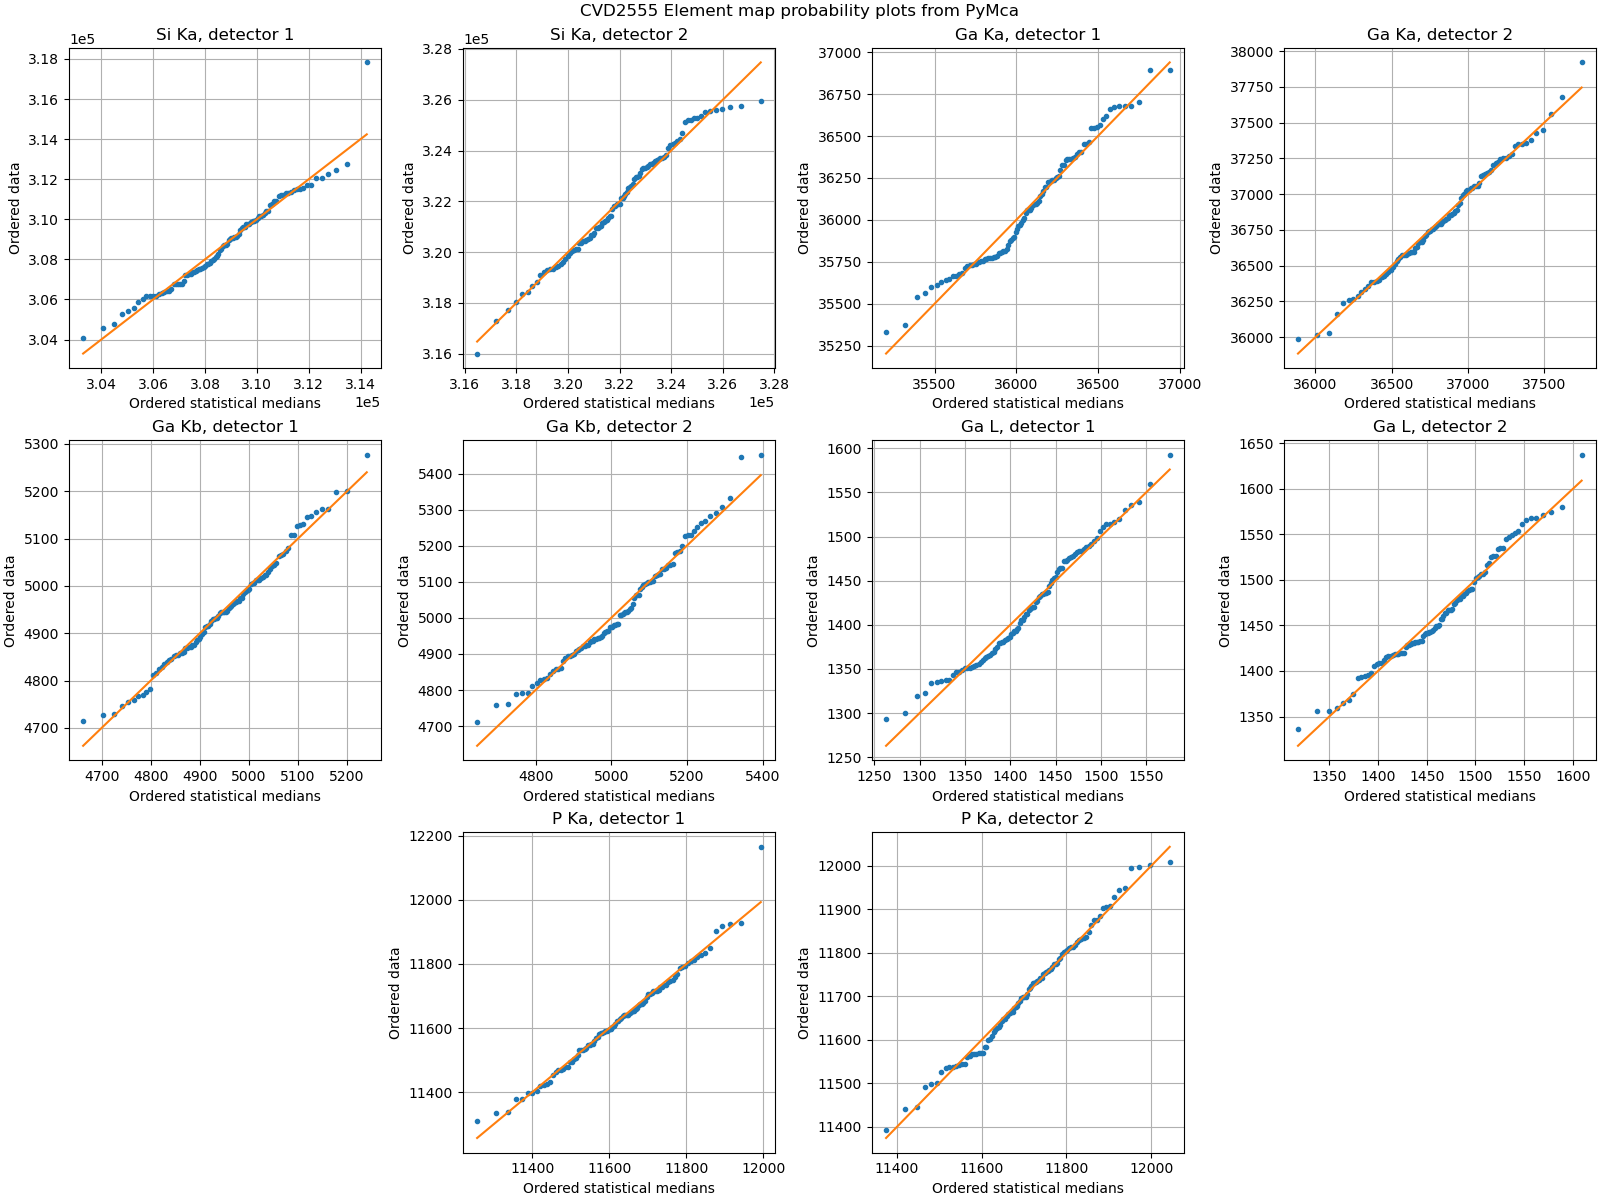 CVD2555 Element map probability plots from PyMca
Si Ka, detector 1
1e5
3.18
3.16
3.14
3.12
3.10
3.08
3.06
3.04
Ordered data
3.04 3.06 3.08 3.10 3.12 3.14
1e5
Ordered statistical medians
Si Ka, detector 2
1e5
3.28
3.26
3.24
3.22
3.20
3.18
3.16
Ordered data
3.16 3.18 3.20 3.22 3.24 3.26 3.28
1e5
Ordered statistical medians
Ga Ka, detector 1
37000
36750
36500
36250
36000
35750
35500
35250
Ordered data
35500 36000 36500 37000
Ordered statistical medians
Ga Ka, detector 2
38000
37750
37500
37250
37000
36750
36500
36250
36000
Ordered data
36000 36500 37000 37500
Ordered statistical medians
Ga Kb, detector 1
5300
5200
5100
5000
4900
4800
4700
Ordered data
4700 4800 4900 5000 5100 5200
Ordered statistical medians
Ga Kb, detector 2
5400
5300
5200
5100
5000
4900
4800
4700
Ordered data
4800 5000 5200 5400
Ordered statistical medians
Ga L, detector 1
1600
1550
1500
1450
1400
1350
1300
1250
Ordered data
1250 1300 1350 1400 1450 1500 1550
Ordered statistical medians
Ga L, detector 2
1650
1600
1550
1500
1450
1400
1350
Ordered data
1350 1400 1450 1500 1550 1600
Ordered statistical medians
P Ka, detector 1
12200
12000
11800
11600
11400
Ordered data
11400 11600 11800 12000
Ordered statistical medians
P Ka, detector 2
12000
11900
11800
11700
11600
11500
11400
Ordered data
11400 11600 11800 12000
Ordered statistical medians